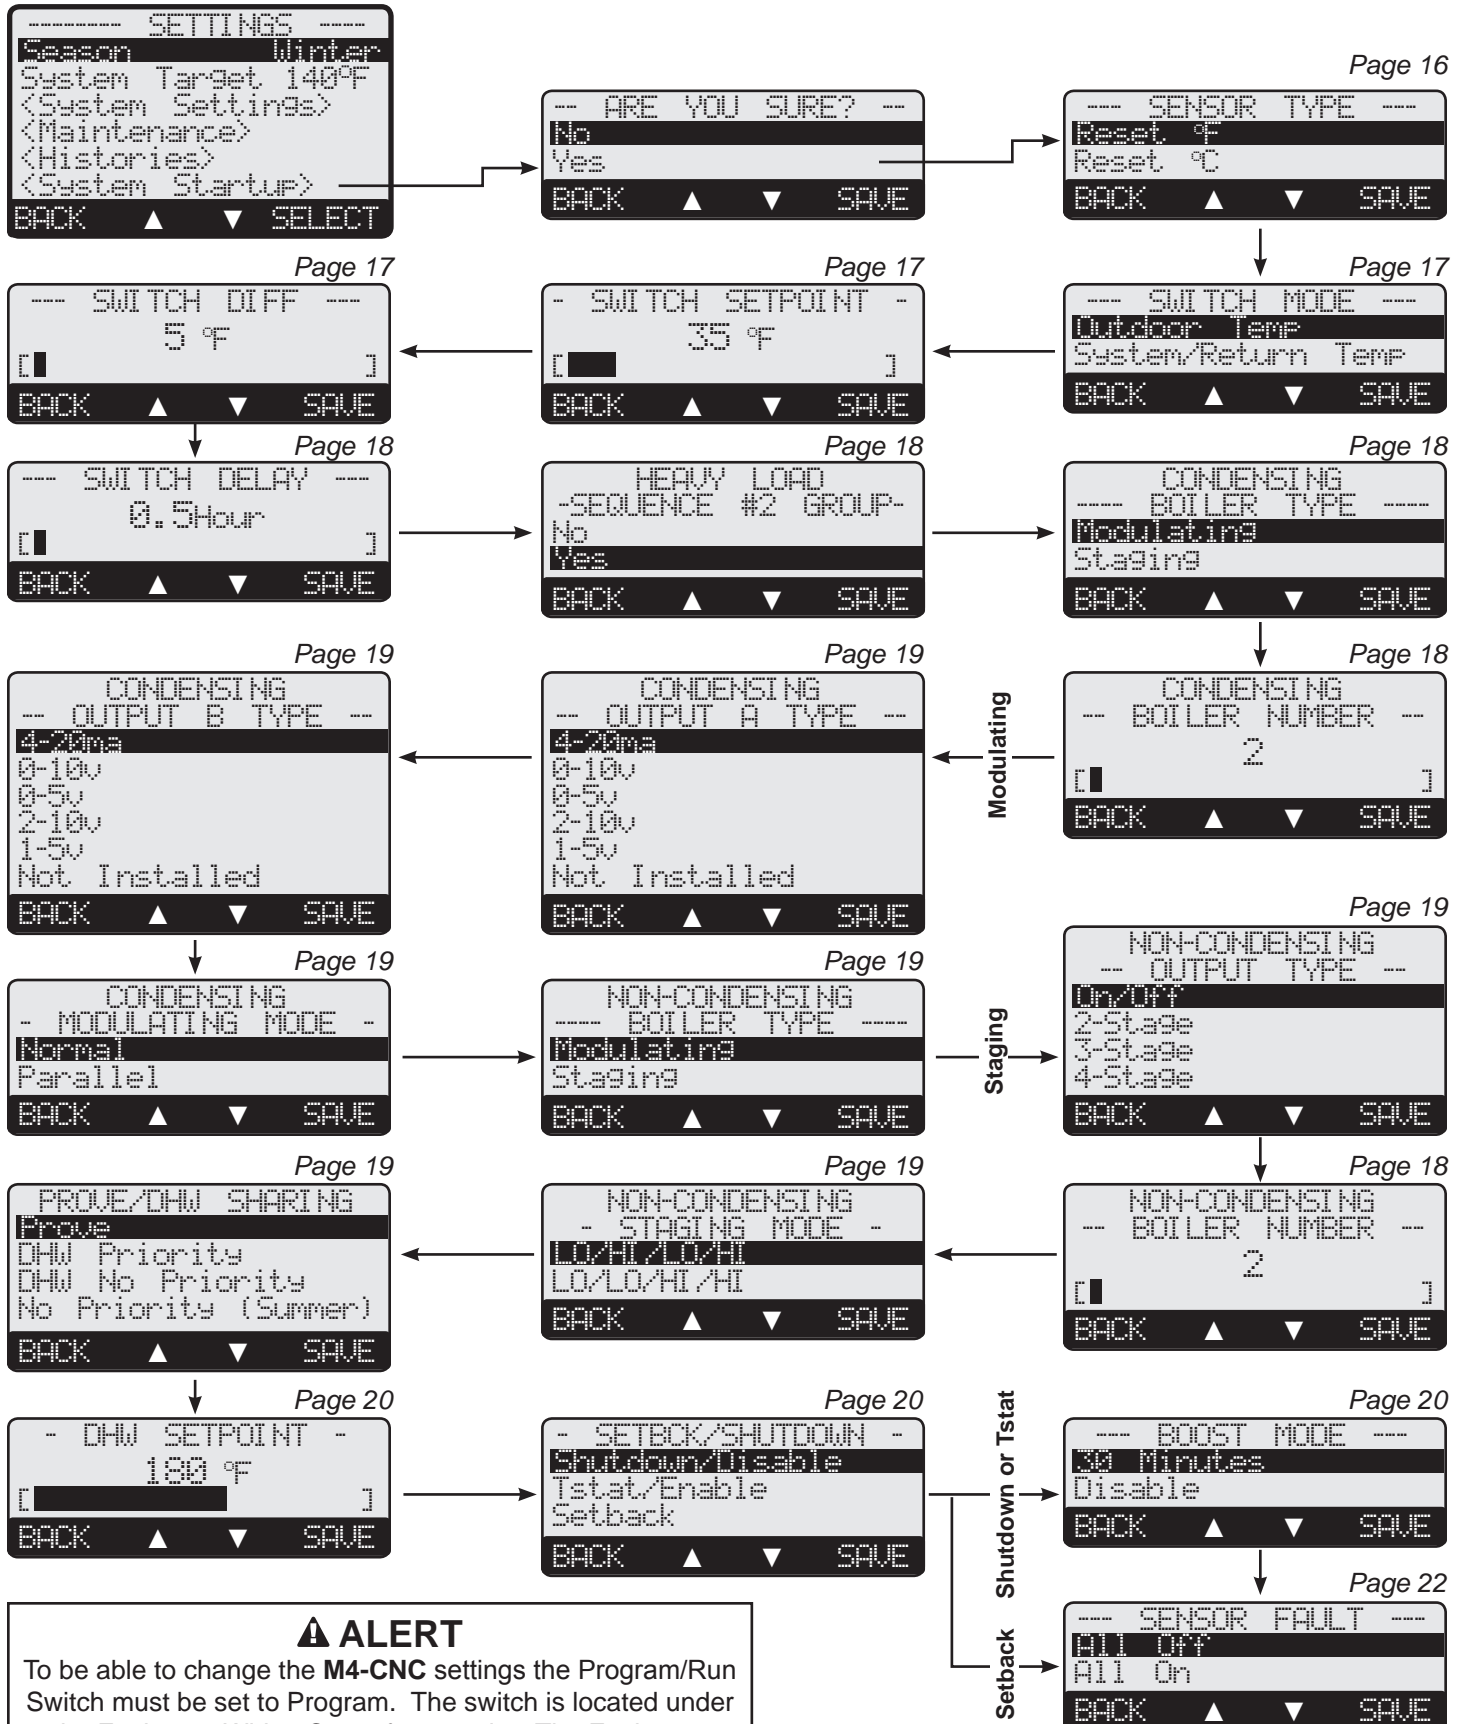 ------- SETTINGS ----
Season Winter
System Target 140°F
<System Settings>
<Maintenance>
<Histories>
<System Startup>
BACK ▲ ▼ SELECT
-- ARE YOU SURE? --
No
Yes
BACK ▲ ▼ SAVE
Page 16
--- SENSOR TYPE ---
Reset °F
Reset °C
BACK ▲ ▼ SAVE
Page 17
--- SWITCH MODE ---
Outdoor Temp
System/Return Temp
BACK ▲ ▼ SAVE
Page 17
- SWITCH SETPOINT -
35 °F
[ ]
BACK ▲ ▼ SAVE
Page 17
--- SWITCH DIFF ---
5 °F
[ ]
BACK ▲ ▼ SAVE
Page 18
--- SWITCH DELAY ---
0.5Hour
[ ]
BACK ▲ ▼ SAVE
Page 18
HEAVY LOAD
-SEQUENCE #2 GROUP-
No
Yes
BACK ▲ ▼ SAVE
Page 18
CONDENSING
---- BOILER TYPE ----
Modulating
Staging
BACK ▲ ▼ SAVE
Page 18
CONDENSING
-- BOILER NUMBER --
2
[ ]
BACK ▲ ▼ SAVE
Modulating
Page 19
CONDENSING
-- OUTPUT A TYPE --
4-20ma
0-10v
0-5v
2-10v
1-5v
Not Installed
BACK ▲ ▼ SAVE
Page 19
CONDENSING
-- OUTPUT B TYPE --
4-20ma
0-10v
0-5v
2-10v
1-5v
Not Installed
BACK ▲ ▼ SAVE
Page 19
CONDENSING
- MODULATING MODE -
Normal
Parallel
BACK ▲ ▼ SAVE
Page 19
NON-CONDENSING
---- BOILER TYPE ----
Modulating
Staging
BACK ▲ ▼ SAVE
Staging
Page 19
NON-CONDENSING
-- OUTPUT TYPE --
On/Off
2-Stage
3-Stage
4-Stage
BACK ▲ ▼ SAVE
Page 18
NON-CONDENSING
-- BOILER NUMBER --
2
[ ]
BACK ▲ ▼ SAVE
Page 19
NON-CONDENSING
- STAGING MODE -
LO/HI/LO/HI
LO/LO/HI/HI
BACK ▲ ▼ SAVE
Page 19
PROVE/DHW SHARING
Prove
DHW Priority
DHW No Priority
No Priority (Summer)
BACK ▲ ▼ SAVE
Page 20
- DHW SETPOINT -
180 °F
[ ]
BACK ▲ ▼ SAVE
Page 20
- SETBCK/SHUTDOWN -
Shutdown/Disable
Tstat/Enable
Setback
BACK ▲ ▼ SAVE
Shutdown or Tstat
Page 20
--- BOOST MODE ---
30 Minutes
Disable
BACK ▲ ▼ SAVE
Setback
Page 22
--- SENSOR FAULT ---
All Off
All On
BACK ▲ ▼ SAVE
ALERT
To be able to change the M4-CNC settings the Program/Run
Switch must be set to Program. The switch is located under